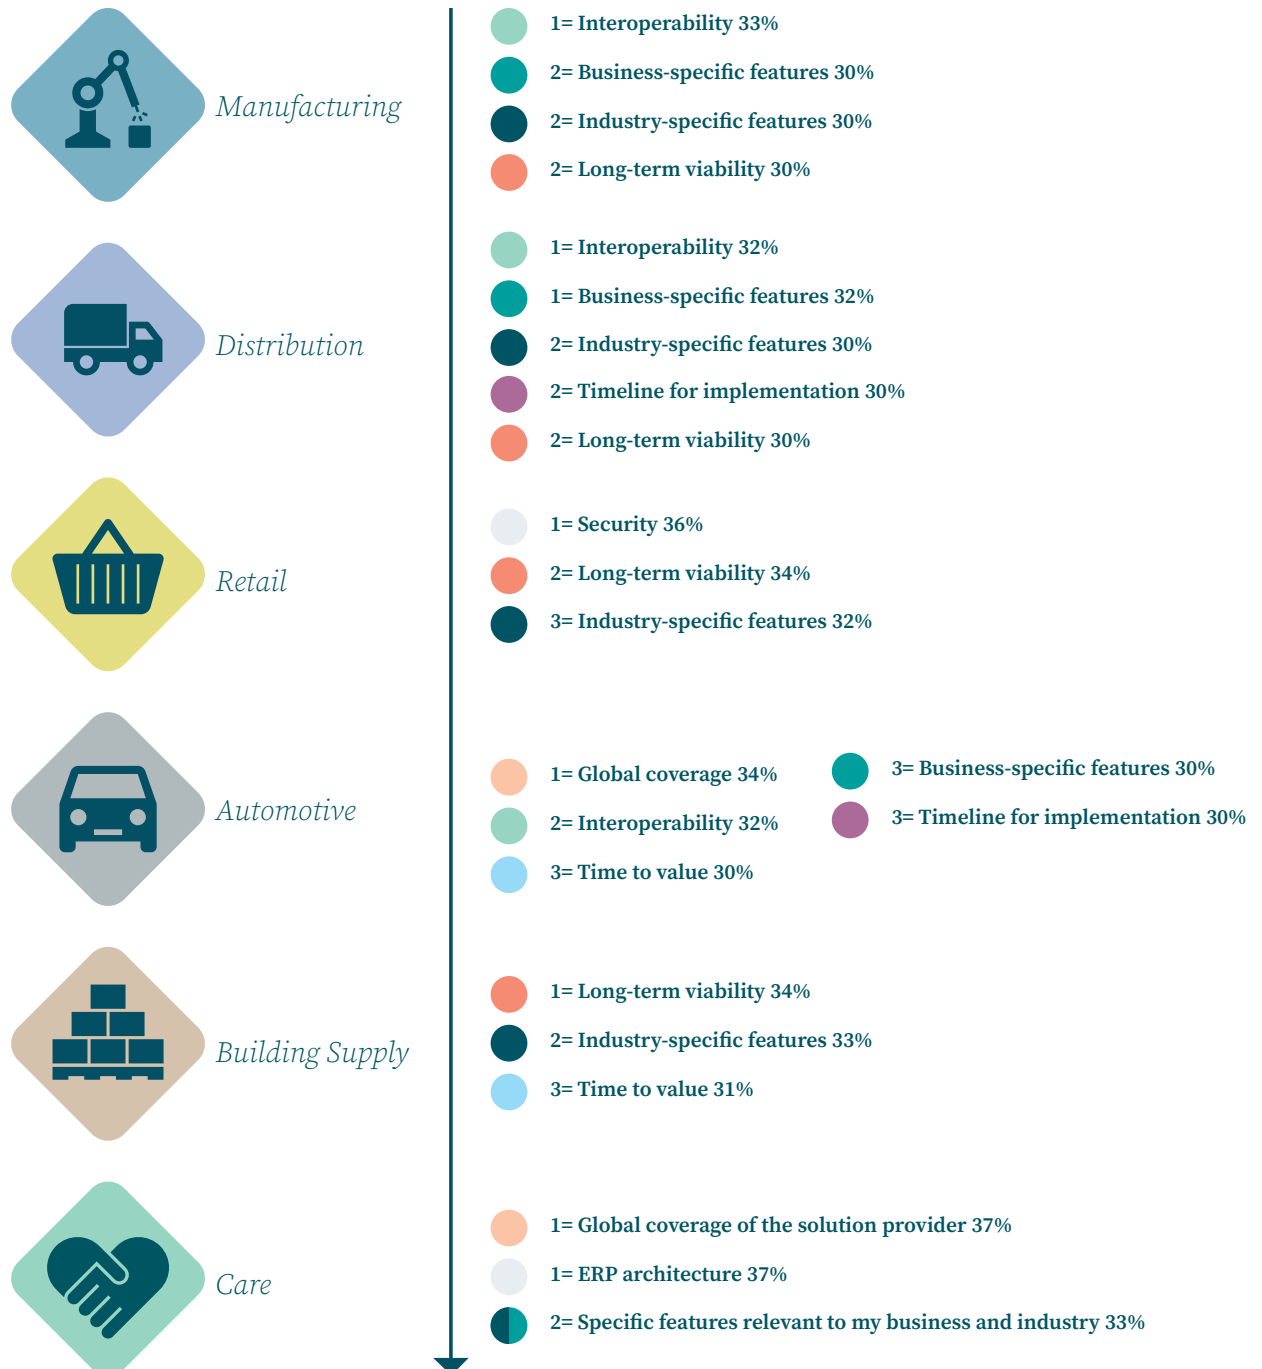 Manufacturing
1= Interoperability 33%
2= Business-specific features 30%
2= Industry-specific features 30%
2= Long-term viability 30%
Distribution
1= Interoperability 32%
1= Business-specific features 32%
2= Industry-specific features 30%
2= Timeline for implementation 30%
2= Long-term viability 30%
Retail
1= Security 36%
2= Long-term viability 34%
3= Industry-specific features 32%
Automotive
1= Global coverage 34%
2= Interoperability 32%
3= Time to value 30%
3= Business-specific features 30%
3= Timeline for implementation 30%
Building Supply
1= Long-term viability 34%
2= Industry-specific features 33%
3= Time to value 31%
Care
1= Global coverage of the solution provider 37%
1= ERP architecture 37%
2= Specific features relevant to my business and industry 33%